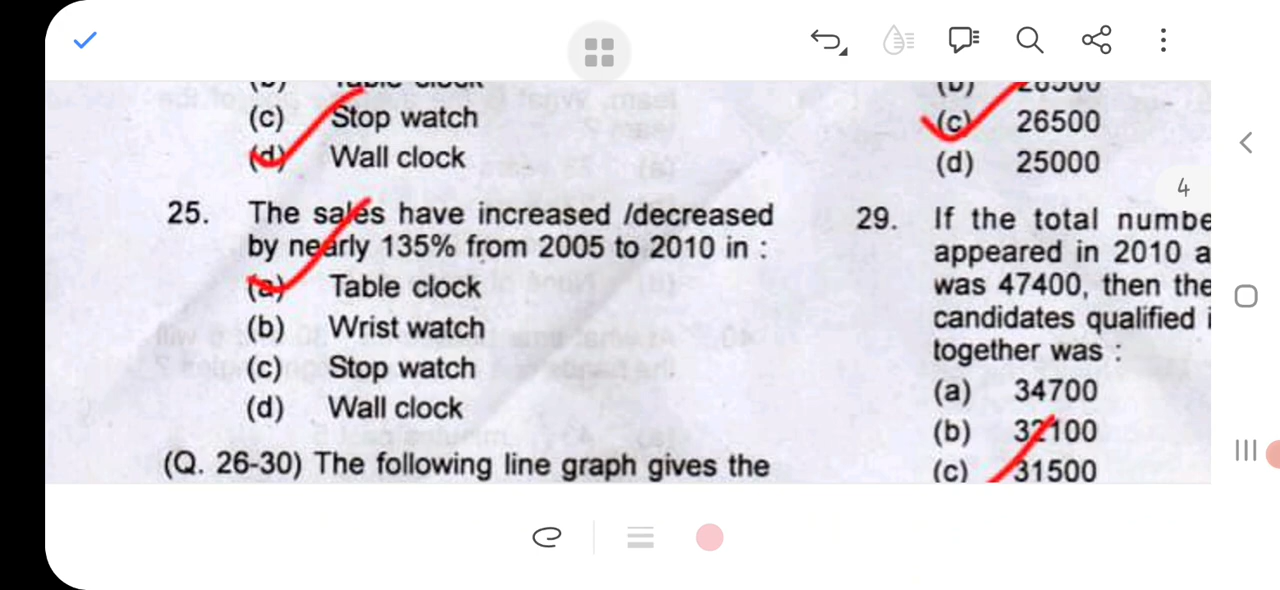 (c) Stop watch
(d) Wall clock
25. The sales have increased /decreased
by nearly 135% from 2005 to 2010 in :
(a) Table clock
(b) Wrist watch
(c) Stop watch
(d) Wall clock
(Q. 26-30) The following line graph gives the
(c) 26500
(d) 25000
29. If the total numbe
appeared in 2010 a
was 47400, then the
candidates qualified i
together was :
(a) 34700
(b) 32100
(c) 31500
4